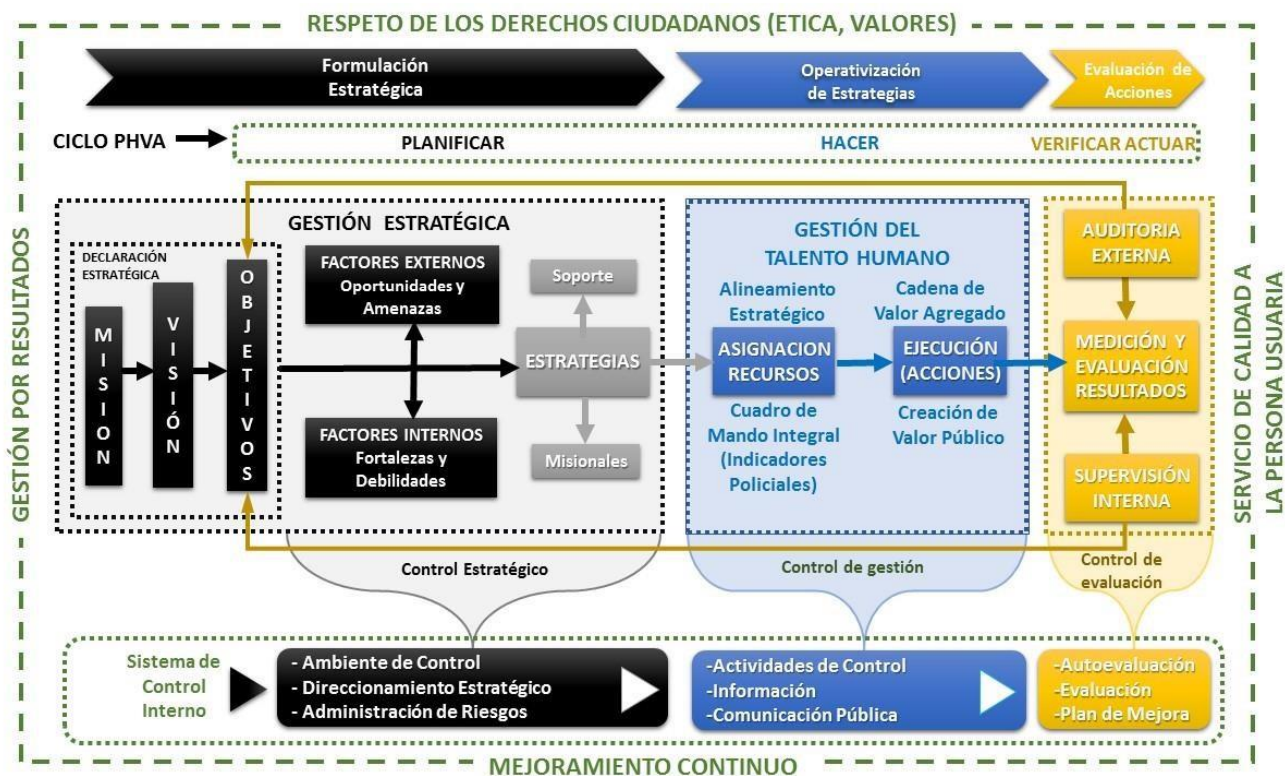 RESPETO DE LOS DERECHOS CIUDADANOS (ETICA, VALORES)
Formulación
Estratégica
Operativización
de Estrategias
Evaluación de
Acciones
CICLO PHVA
PLANIFICAR
HACER
VERIFICAR ACTUAR
GESTIÓN POR RESULTADOS
GESTIÓN ESTRATÉGICA
DECLARACIÓN
ESTRATÉGICA
MISION
VISIÓN
OBJETIVOS
FACTORES EXTERNOS
Oportunidades y
Amenazas
FACTORES INTERNOS
Fortalezas y
Debilidades
Soporte
ESTRATEGIAS
Misionales
GESTIÓN DEL
TALENTO HUMANO
Alineamiento
Estratégico
ASIGNACION
RECURSOS
Cuadro de
Mando Integral
(Indicadores
Policiales)
Cadena de
Valor Agregado
EJECUCIÓN
(ACCIONES)
Creación de
Valor Público
AUDITORIA
EXTERNA
MEDICIÓN Y
EVALUACIÓN
RESULTADOS
SUPERVISIÓN
INTERNA
SERVICIO DE CALIDAD A
LA PERSONA USUARIA
Control Estratégico
Control de gestión
Control de
evaluación
Sistema de
Control
Interno
- Ambiente de Control
- Direccionamiento Estratégico
- Administración de Riesgos
-Actividades de Control
-Información
-Comunicación Pública
-Autoevaluación
-Evaluación
-Plan de Mejora
MEJORAMIENTO CONTINUO